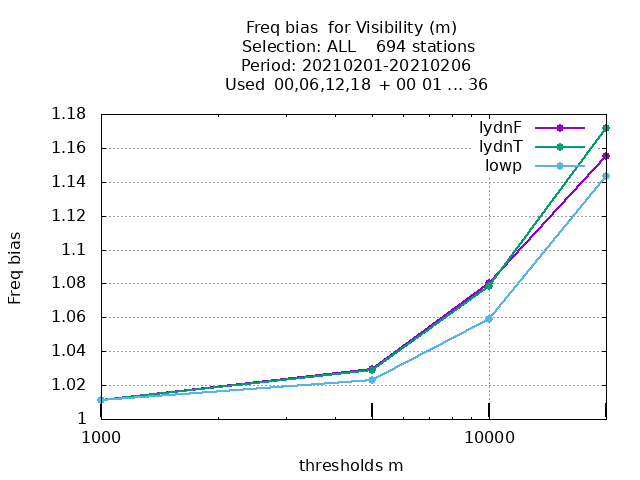 Freq bias  for Visibility (m)
Selection: ALL    694 stations
Period: 20210201-20210206
Used  00,06,12,18 + 00 01 ... 36
1.18
1.16
1.14
1.12
1.1
1.08
1.06
1.04
1.02
1
Freq bias
lydnF
lydnT
lowp
1000
10000
thresholds m